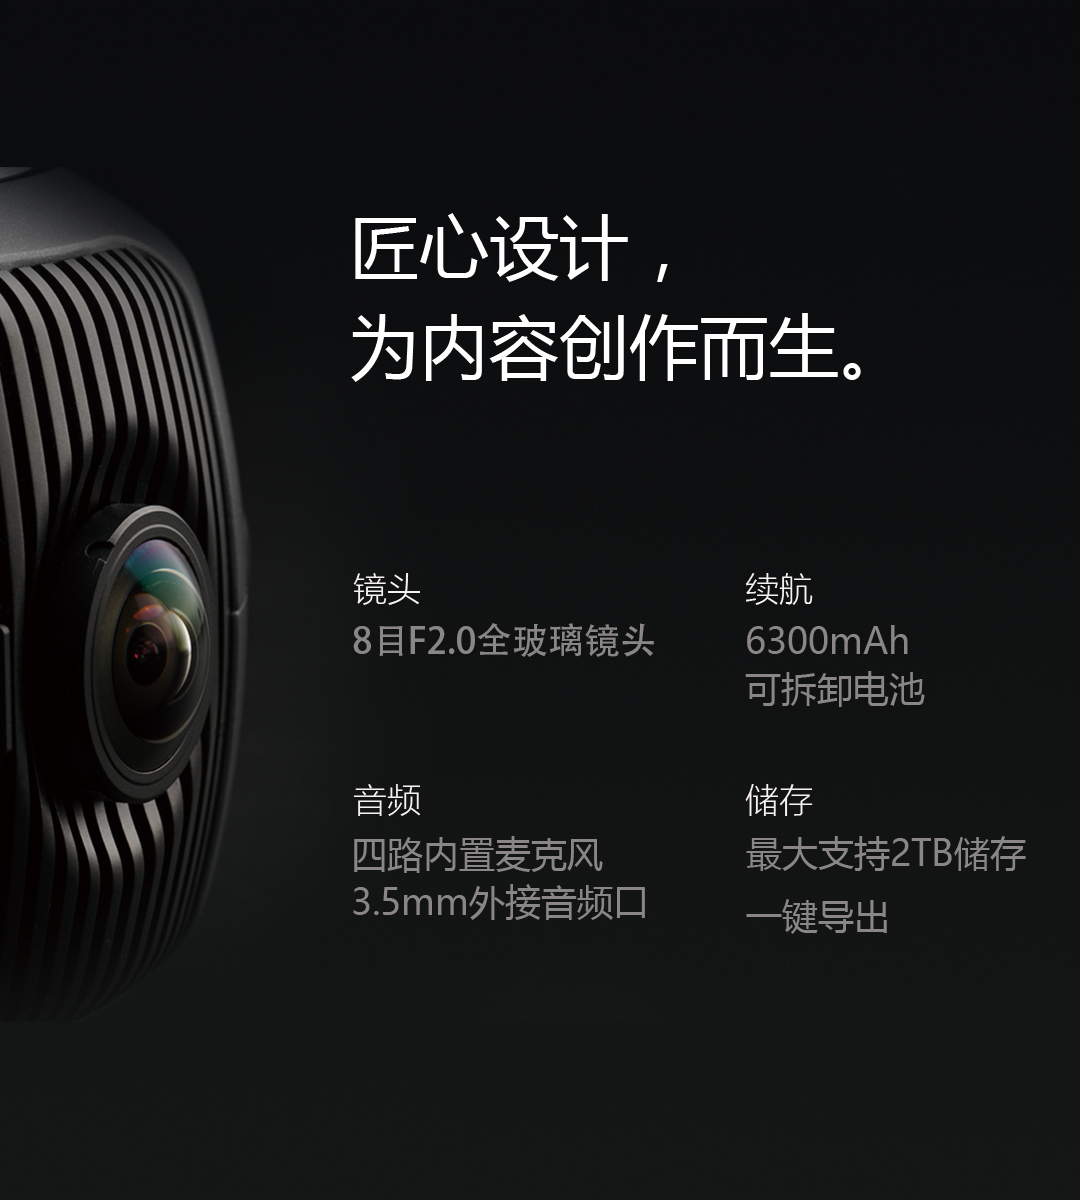 匠心设计，
为内容创作而生。
镜头
8目F2.0全玻璃镜头
续航
6300mAh
可拆卸电池
音频
四路内置麦克风
3.5mm外接音频口
储存
最大支持2TB储存
一键导出